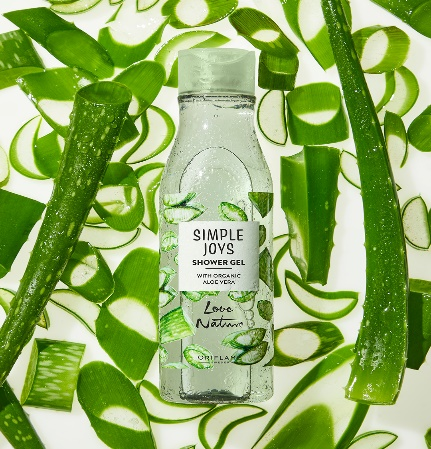 SIMPLE
JOYS
SHOWER GEL
WITH ORGANIC
ALOE VERA
Love
Nature
ORIFLAME